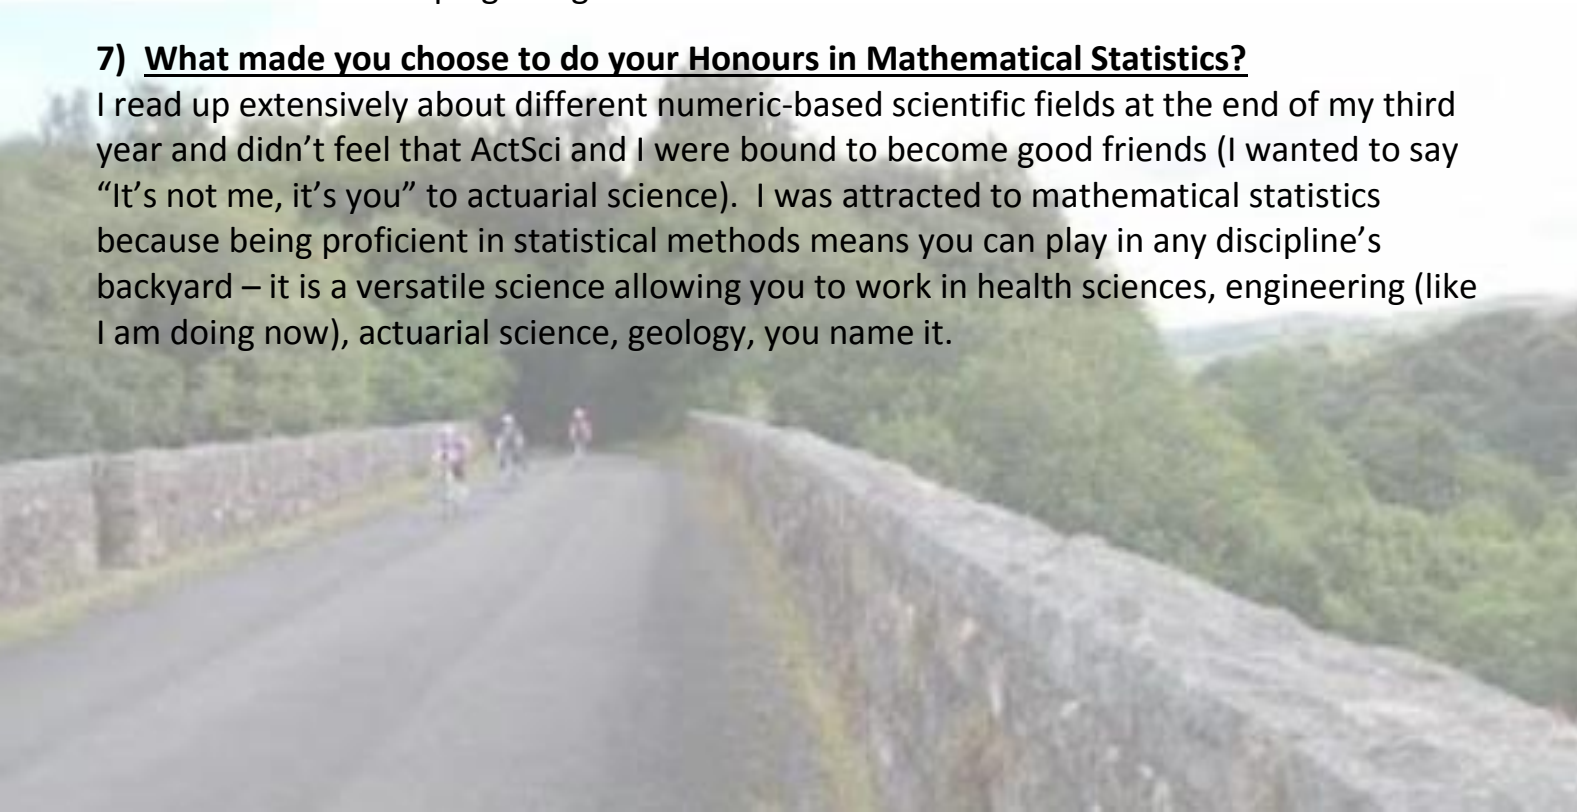 7) What made you choose to do your Honours in Mathematical Statistics?
I read up extensively about different numeric-based scientific fields at the end of my third
year and didn’t feel that ActSci and I were bound to become good friends (I wanted to say
“It’s not me, it’s you” to actuarial science).  I was attracted to mathematical statistics
because being proficient in statistical methods means you can play in any discipline’s
backyard – it is a versatile science allowing you to work in health sciences, engineering (like
I am doing now), actuarial science, geology, you name it.